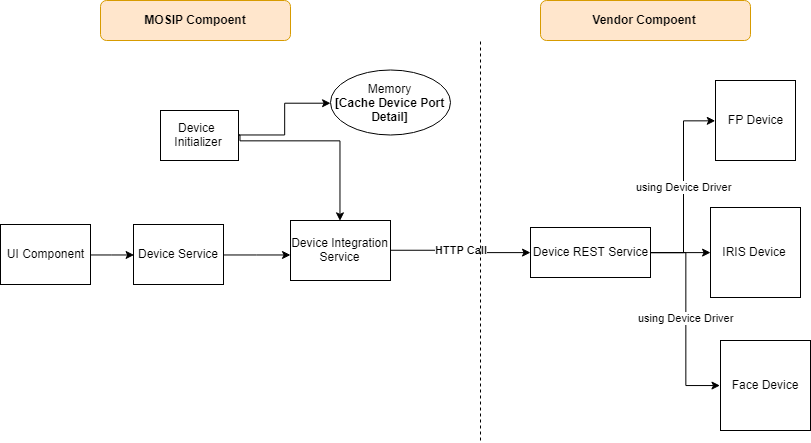 MOSIP Compoent
Vendor Compoent
Memory
[Cache Device Port
Detail]
Device
Initializer
FP Device
using Device Driver
UI Component
Device Service
Device Integration
Service
HTTP Call
Device REST Service
IRIS Device
using Device Driver
Face Device